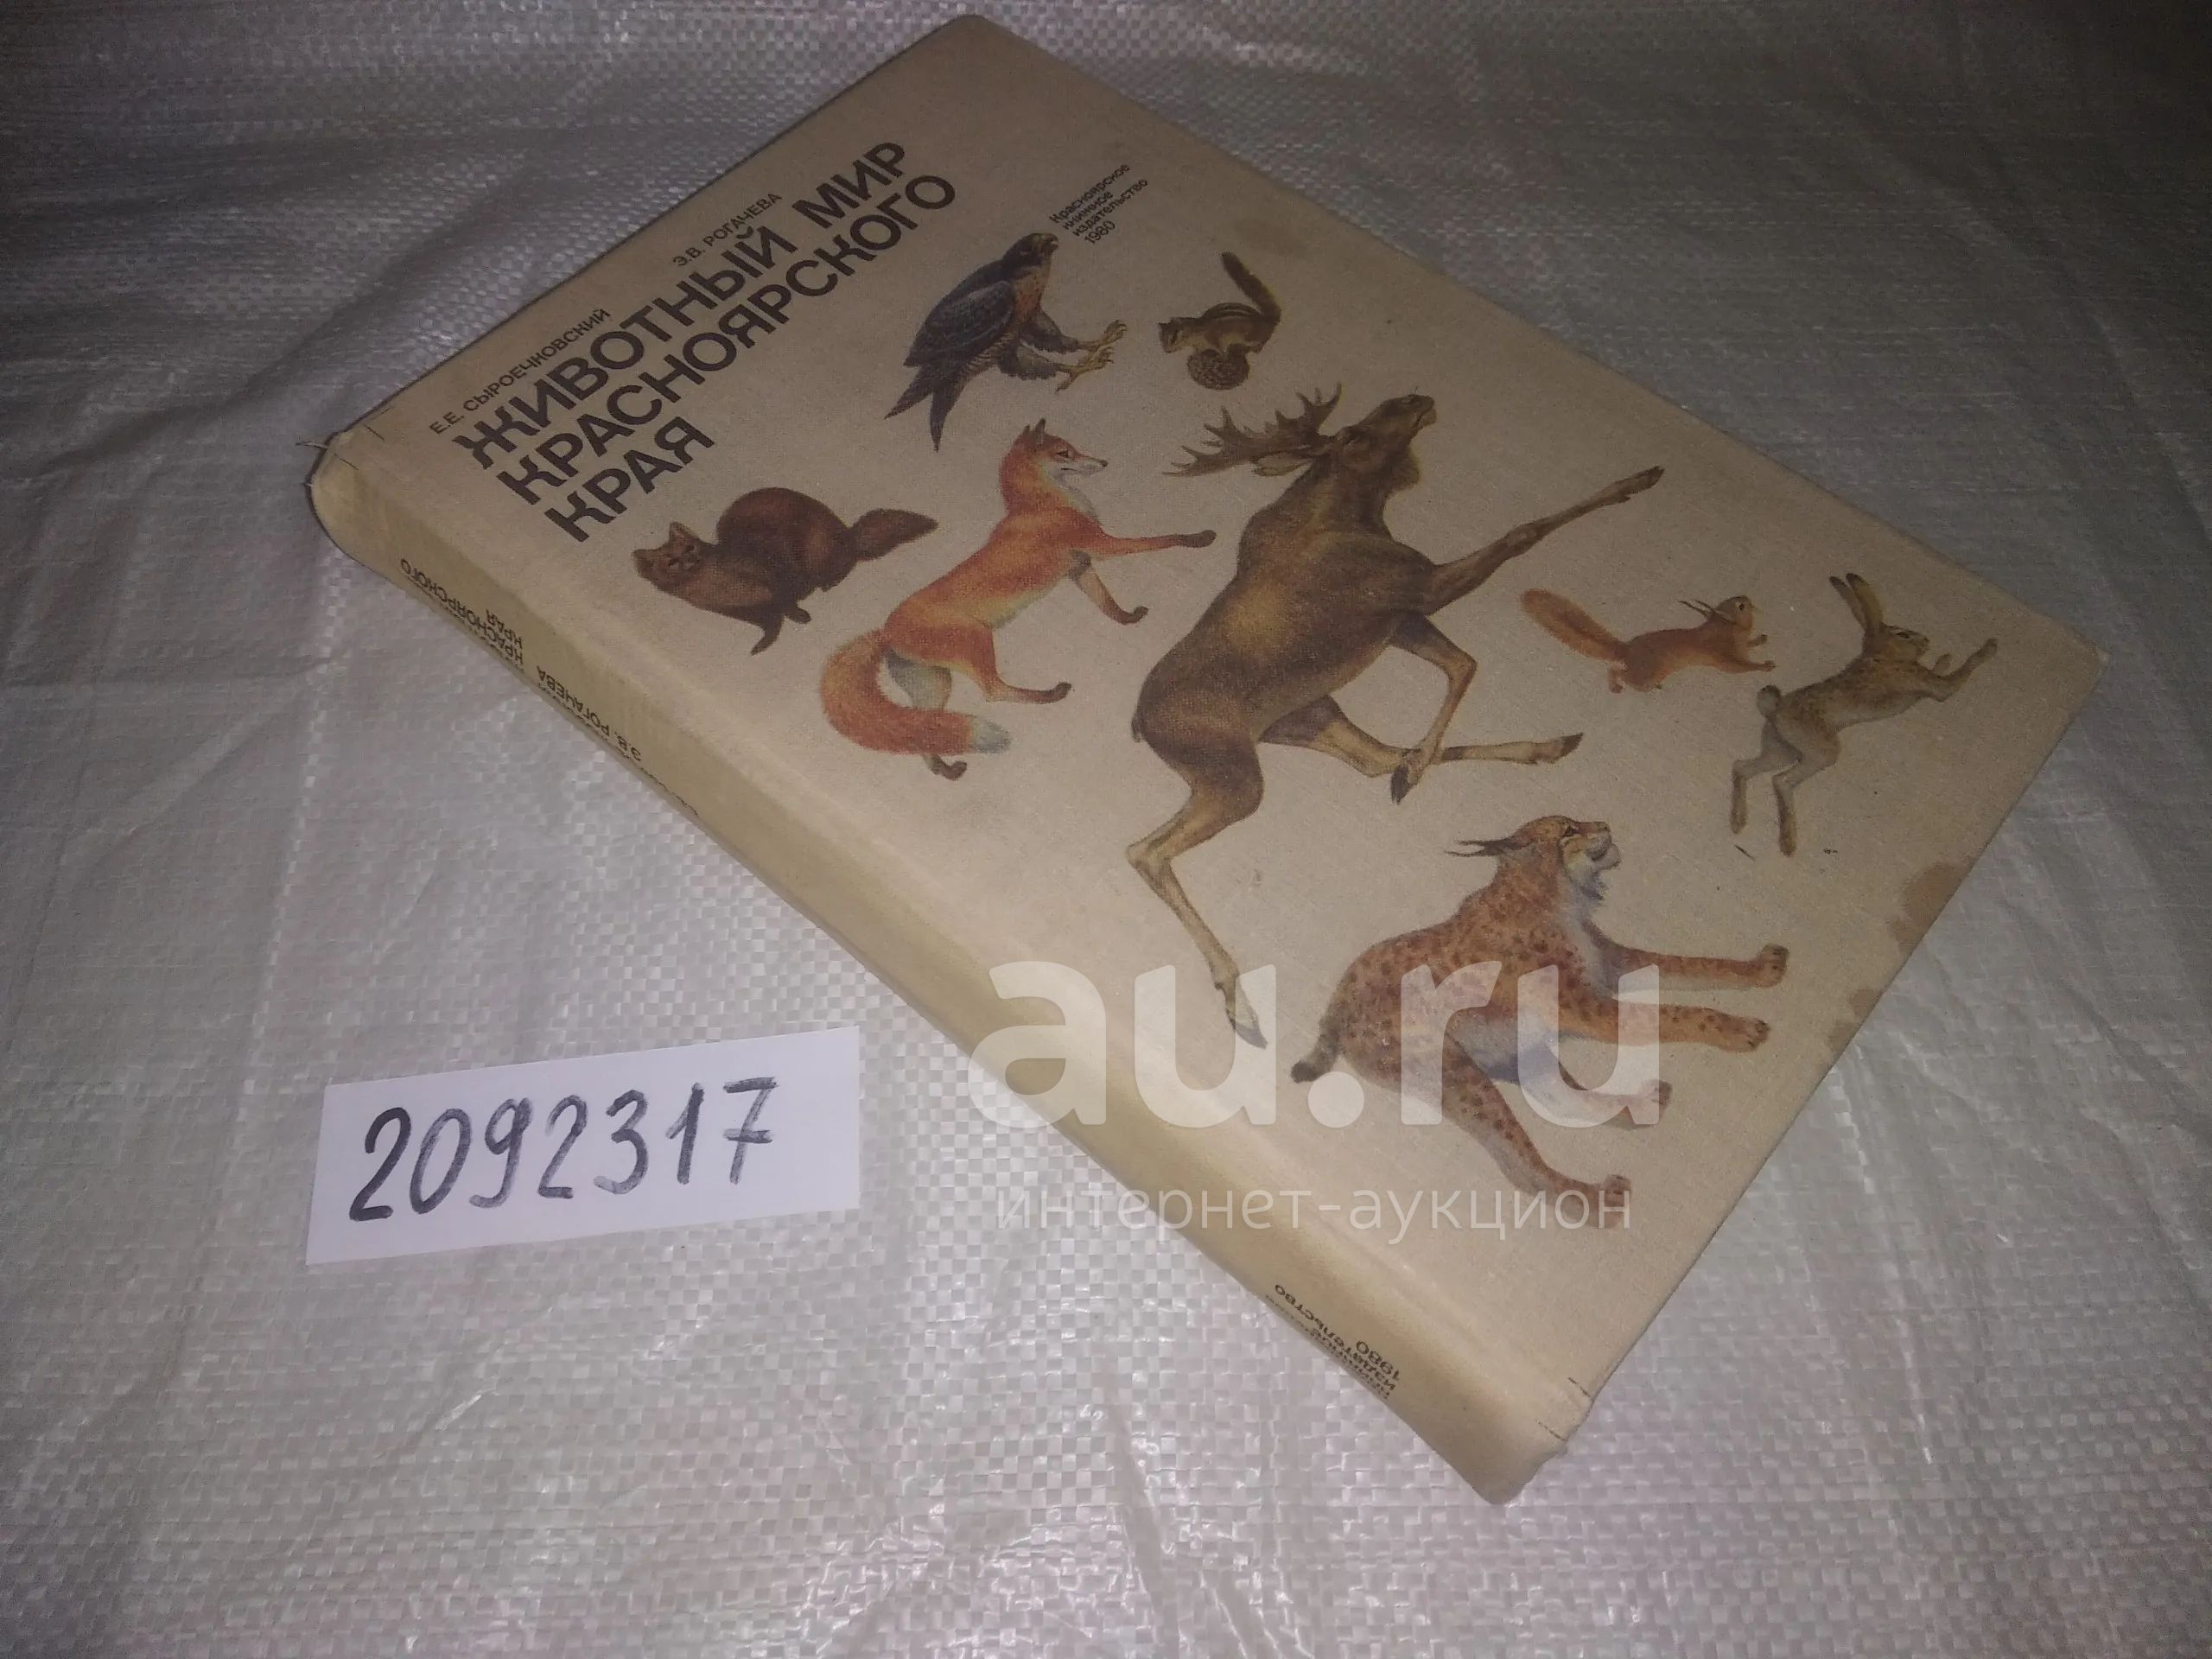 Е.Е. СЫРОЕЧКОВСКИЙ Э.В. РОГАЧЕВА
ЖИВОТНЫЙ МИР
КРАСНОЯРСКОГО
КРАЯ
Красноярское
книжное
издательство
1980
КРАСНОЯРСКОГО
КРАЯ
Э.В. РОГАЧЕВА
издательство
1980
2092317
au.ru
интернет-аукцион